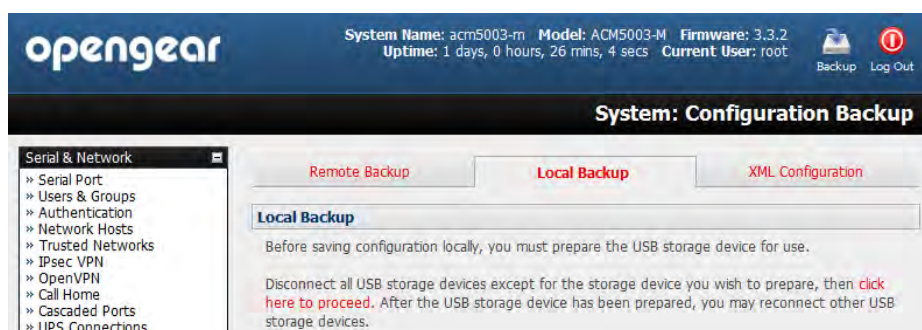 opengear
System Name: acm5003-m Model: ACM5003-M Firmware: 3.3.2
Uptime: 1 days, 0 hours, 26 mins, 4 secs Current User: root
Backup
Log Out
System: Configuration Backup
Serial & Network
» Serial Port
» Users & Groups
» Authentication
» Network Hosts
» Trusted Networks
» IPsec VPN
» OpenVPN
» Call Home
» Cascaded Ports
» UPS Connections
Remote Backup
Local Backup
XML Configuration
Local Backup
Before saving configuration locally, you must prepare the USB storage device for use.
Disconnect all USB storage devices except for the storage device you wish to prepare, then click
here to proceed. After the USB storage device has been prepared, you may reconnect other USB
storage devices.